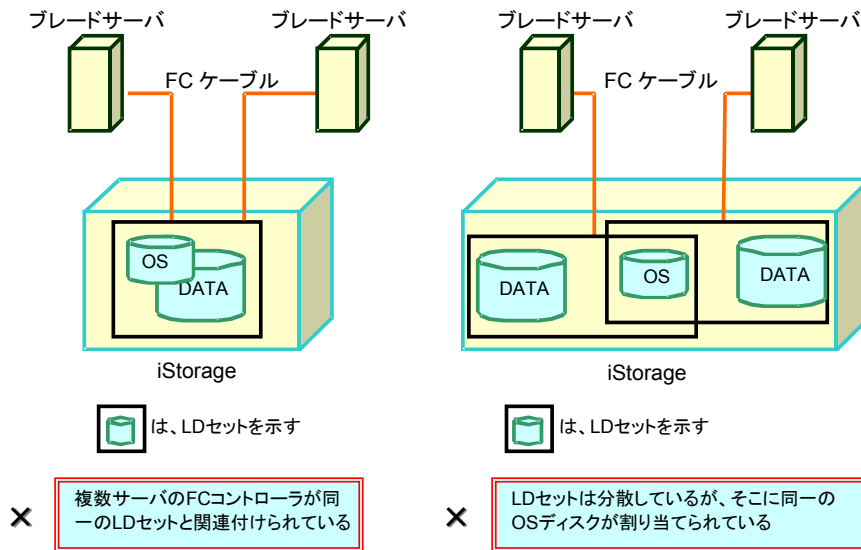 ブレードサーバ
ブレードサーバ
FC ケーブル
OS
DATA
iStorage
は、LDセットを示す
×
複数サーバのFCコントローラが同
一のLDセットと関連付けられている
ブレードサーバ
ブレードサーバ
FC ケーブル
DATA
OS
DATA
iStorage
は、LDセットを示す
×
LDセットは分散しているが、そこに同一の
OSディスクが割り当てられている